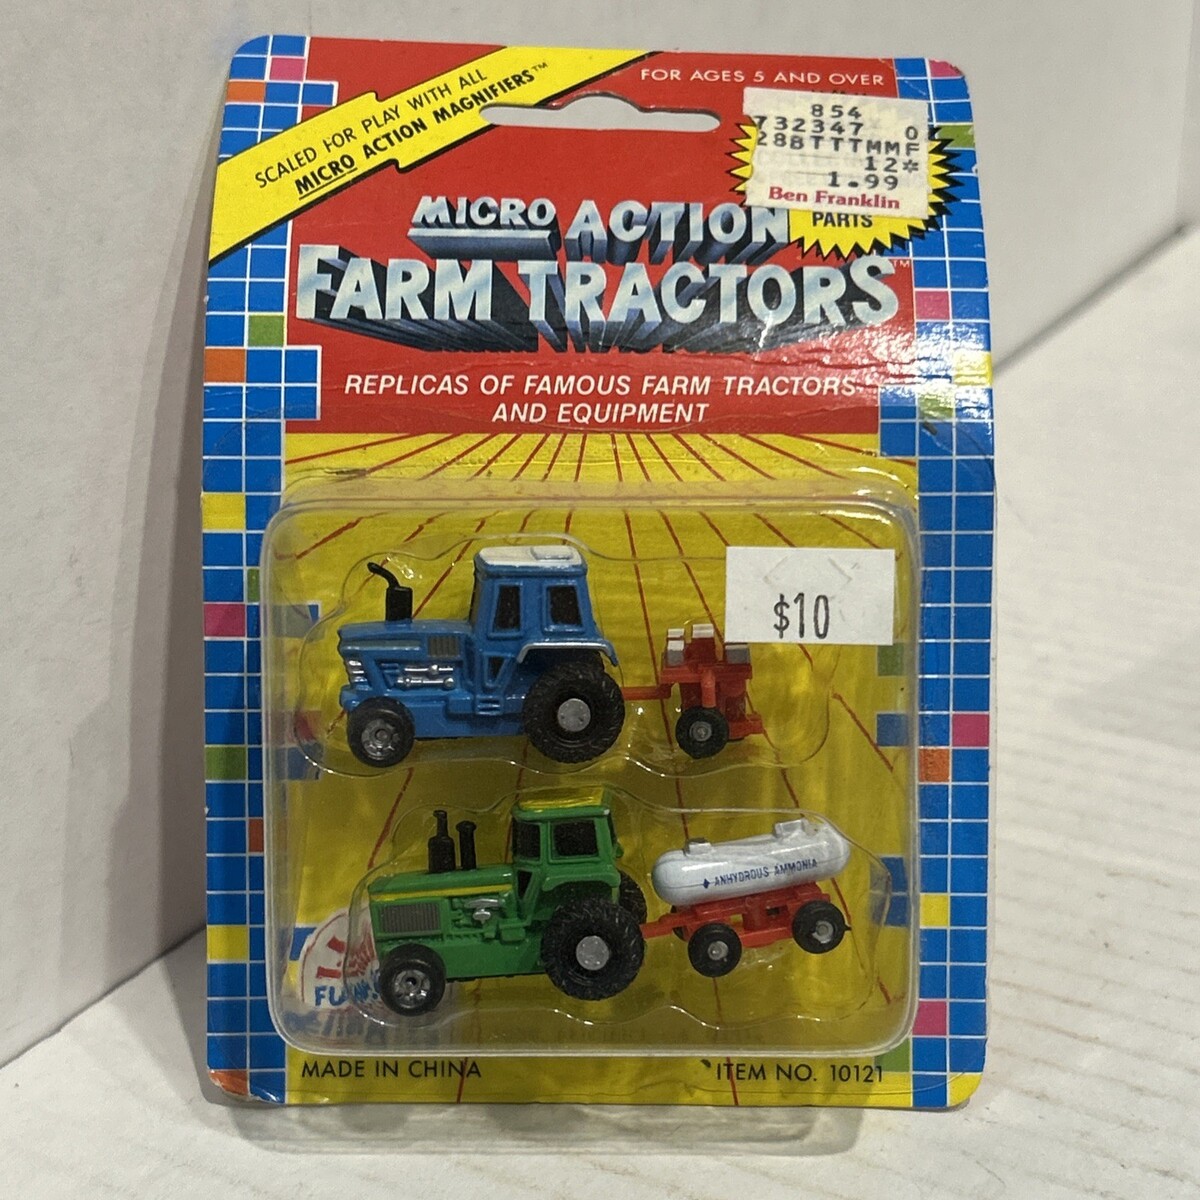 SCALED FOR PLAY WITH ALL
MICRO ACTION MAGNIFIERS™
FOR AGES 5 AND OVER
854
732347 O
288TTTMMF
12*
1.99
Ben Franklin
PARTS
MICRO ACTION
FARM TRACTORS™
REPLICAS OF FAMOUS FARM TRACTORS
AND EQUIPMENT
$10
ANHYDROUS AMMONIA
MADE IN CHINA
ITEM NO. 10121